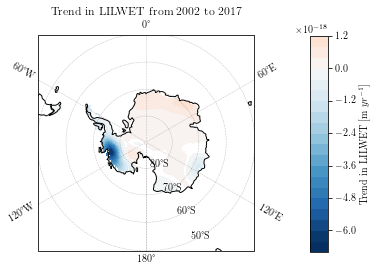 Trend in LILWET from 2002 to 2017
0°
60°W
60°E
80°S
70°S
60°S
50°S
120°W
120°E
180°
×10⁻¹⁸
1.2
0.0
−1.2
−2.4
−3.6
−4.8
−6.0
Trend in LILWET [m yr⁻¹]